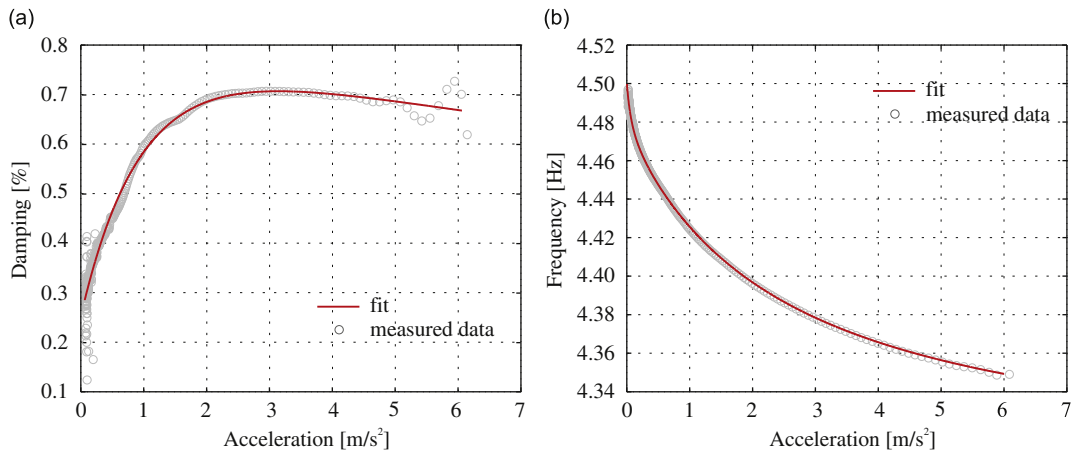 (a)
Damping [%]
0.8
0.7
0.6
0.5
0.4
0.3
0.2
0.1
fit
measured data
0 1 2 3 4 5 6 7
Acceleration [m/s²]
(b)
Frequency [Hz]
4.52
4.50
4.48
4.46
4.44
4.42
4.40
4.38
4.36
4.34
fit
measured data
0 1 2 3 4 5 6 7
Acceleration [m/s²]